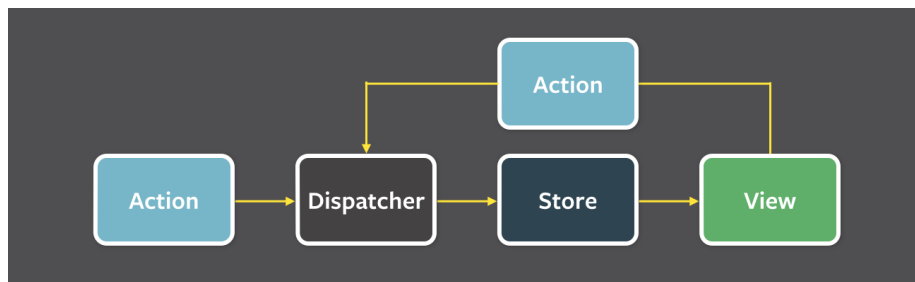 Action
Action
Dispatcher
Store
View